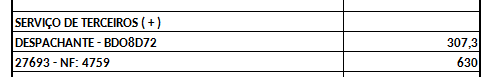 SERVIÇO DE TERCEIROS ( + )
DESPACHANTE - BDO8D72 307,3
27693 - NF: 4759 630